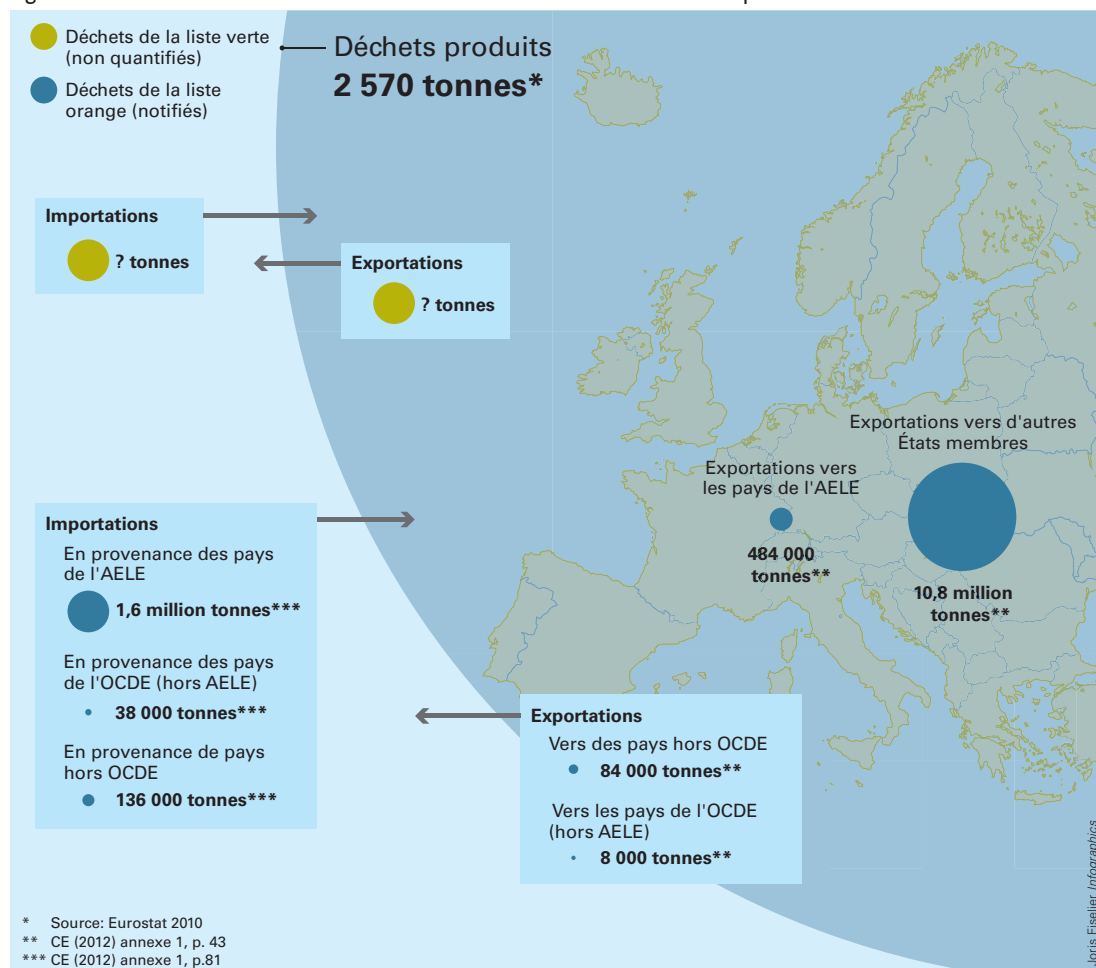 Déchets de la liste verte
(non quantifiés)
Déchets de la liste
orange (notifiés)
Déchets produits
2 570 tonnes*
Importations
? tonnes
Exportations
? tonnes
Exportations vers d'autres
États membres
Exportations vers
les pays de l'AELE
484 000
tonnes**
10,8 million
tonnes**
Importations
En provenance des pays
de l'AELE
1,6 million tonnes***
En provenance des pays
de l'OCDE (hors AELE)
38 000 tonnes***
En provenance de pays
hors OCDE
136 000 tonnes***
Exportations
Vers des pays hors OCDE
84 000 tonnes**
Vers les pays de l'OCDE
(hors AELE)
8 000 tonnes**
* Source: Eurostat 2010
** CE (2012) annexe 1, p. 43
*** CE (2012) annexe 1, p.81
Joris Fiselier Infographics